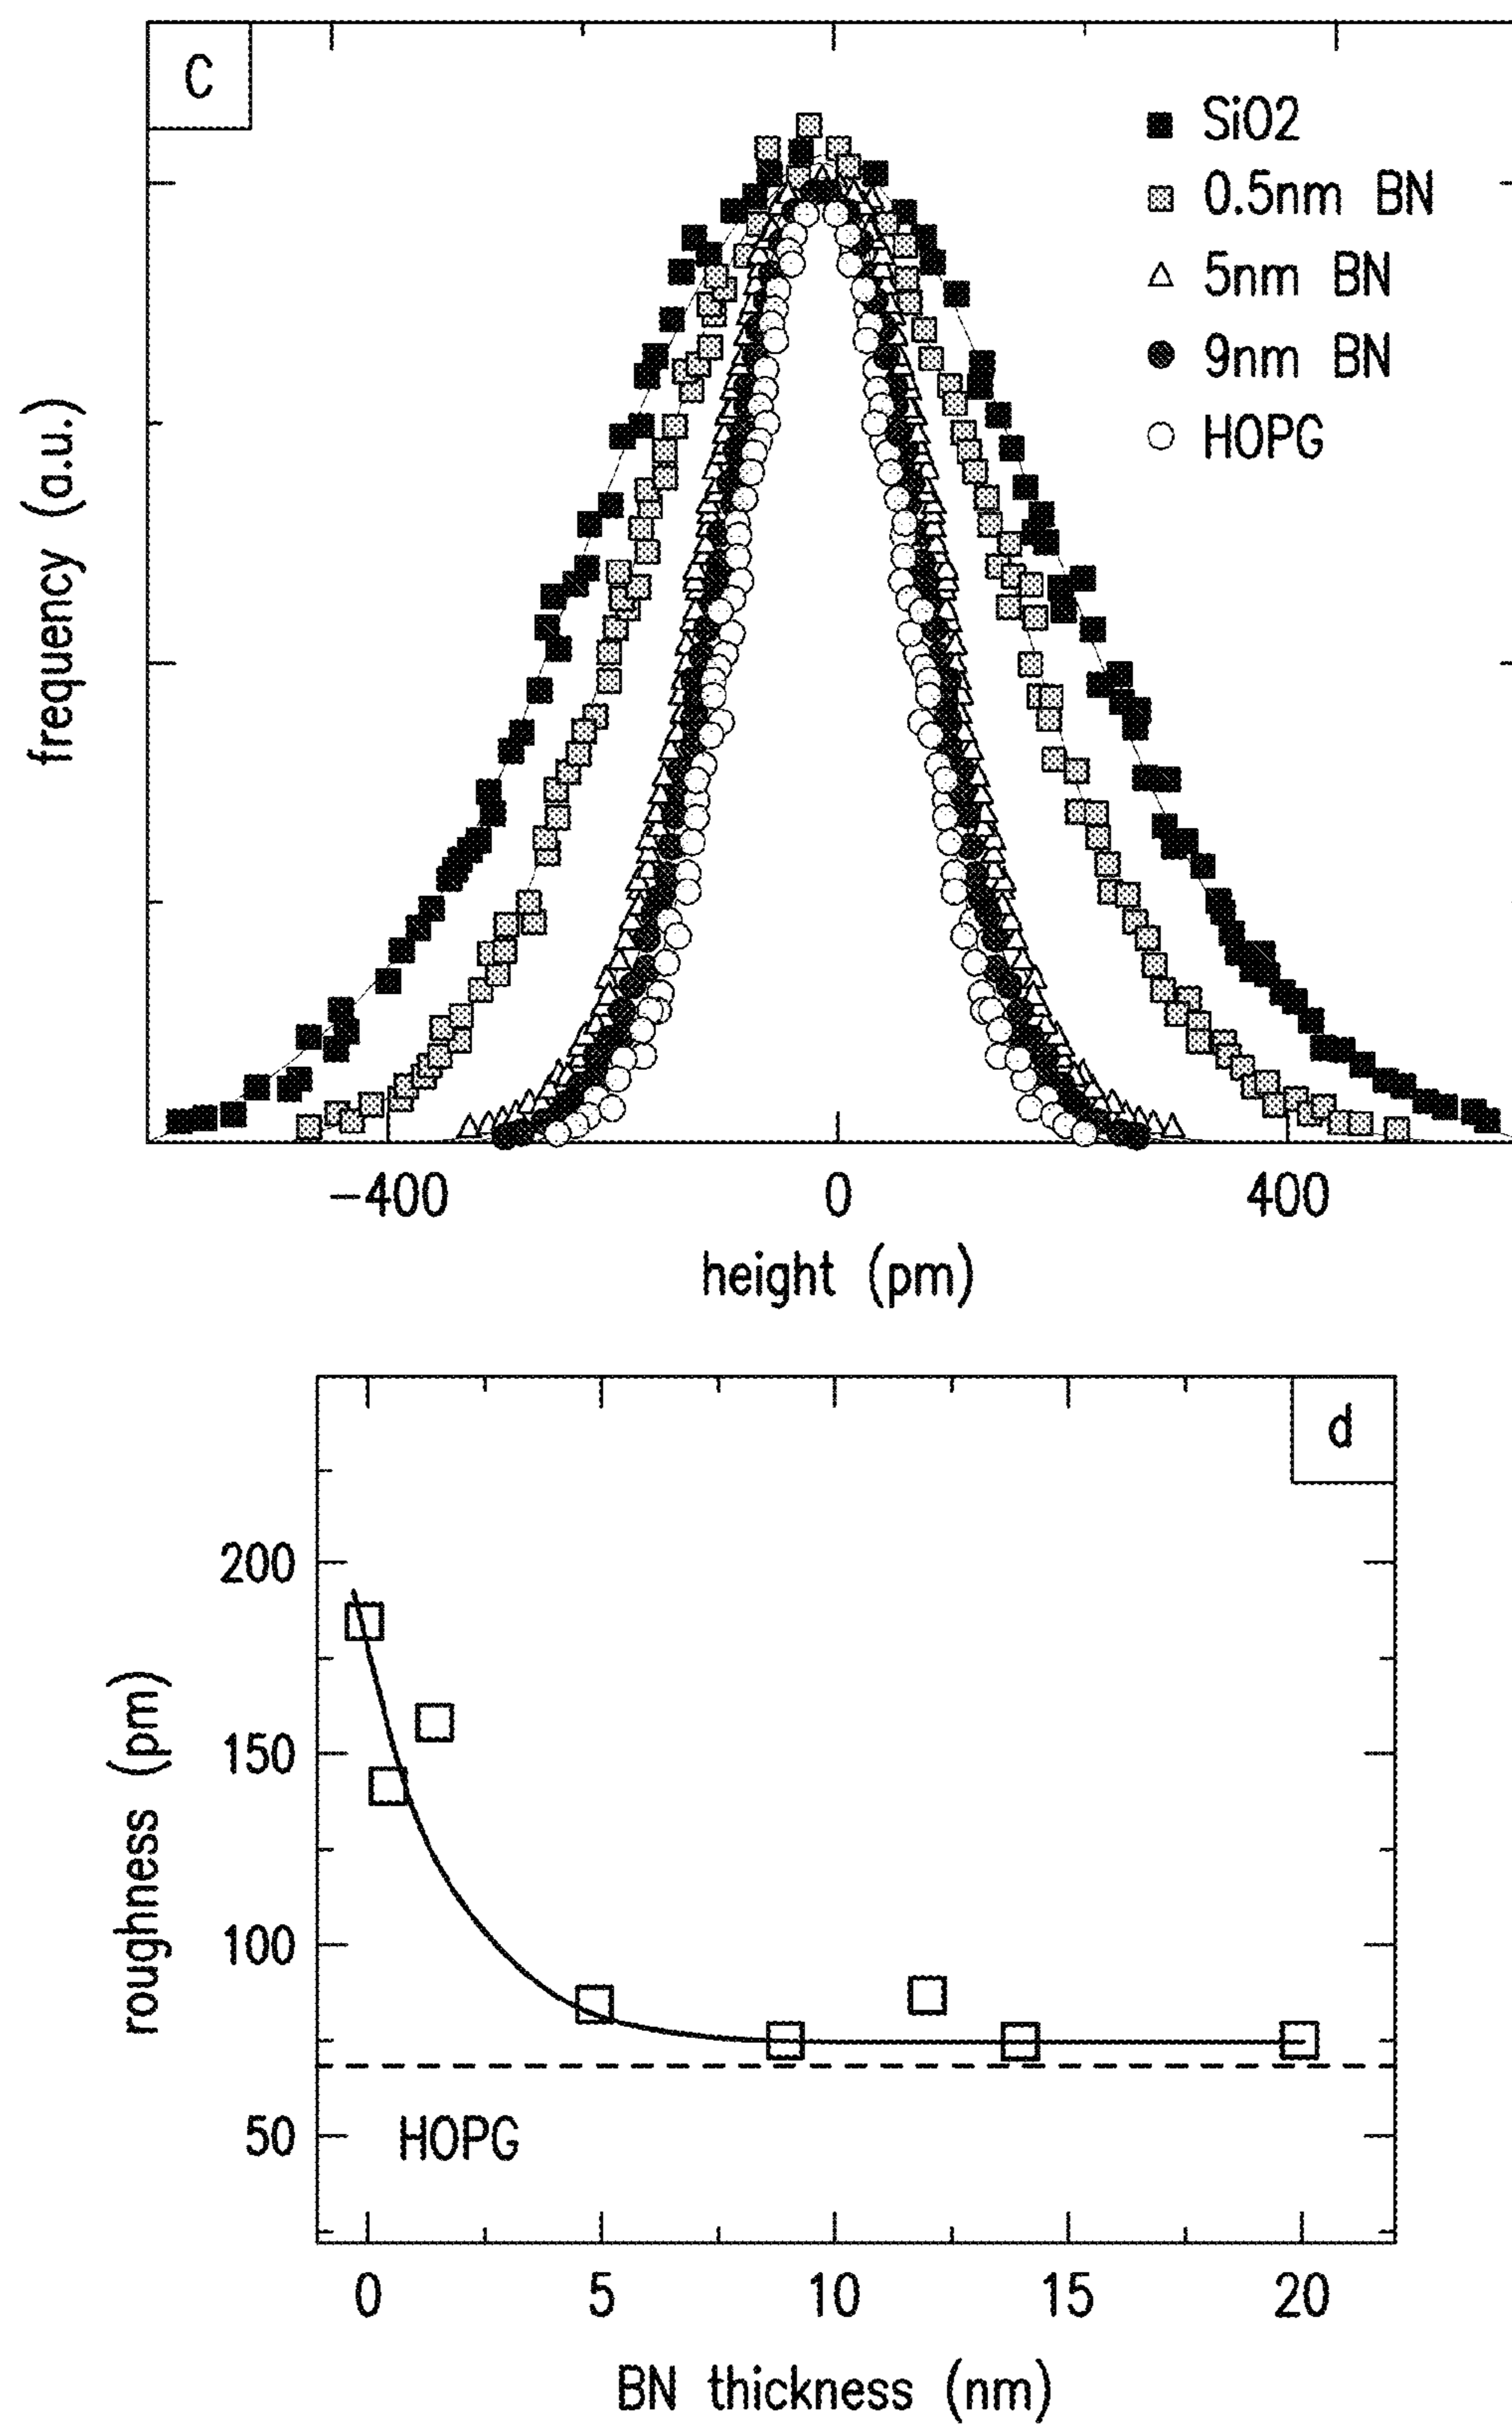 C
SiO2
0.5nm BN
5nm BN
9nm BN
HOPG
frequency (a.u.)
-400 0 400
height (pm)
d
200
150
100
50
roughness (pm)
HOPG
0 5 10 15 20
BN thickness (nm)